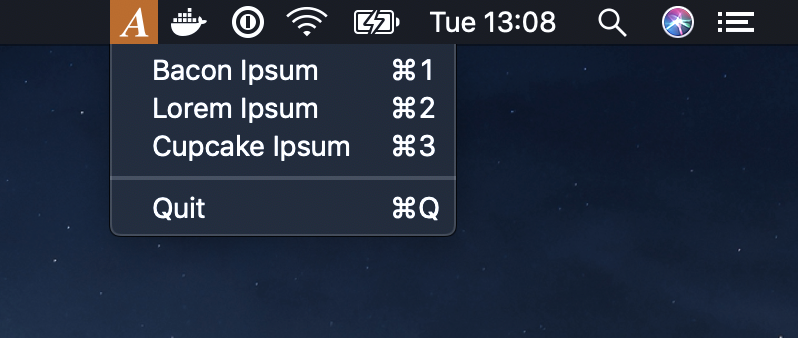 A Tue 13:08
Bacon Ipsum ⌘1
Lorem Ipsum ⌘2
Cupcake Ipsum ⌘3
Quit ⌘Q